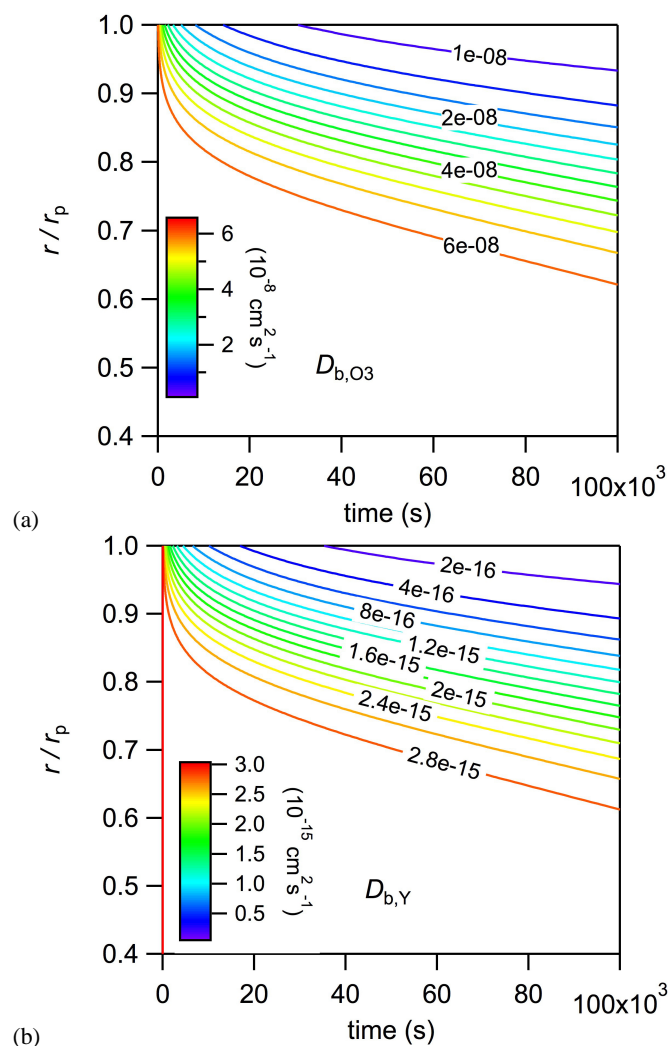 1.0
0.9
0.8
0.7
0.6
0.5
0.4
r / rp
1e-08
2e-08
4e-08
6e-08
6
4
2
(10-8 cm2 s-1)
Db,O3
0
20
40
60
80
100x103
time (s)
(a)
1.0
0.9
0.8
0.7
0.6
0.5
0.4
r / rp
2e-16
4e-16
8e-16
1.2e-15
1.6e-15
2e-15
2.4e-15
2.8e-15
3.0
2.5
2.0
1.5
1.0
0.5
(10-15 cm2 s-1)
Db,Y
0
20
40
60
80
100x103
time (s)
(b)